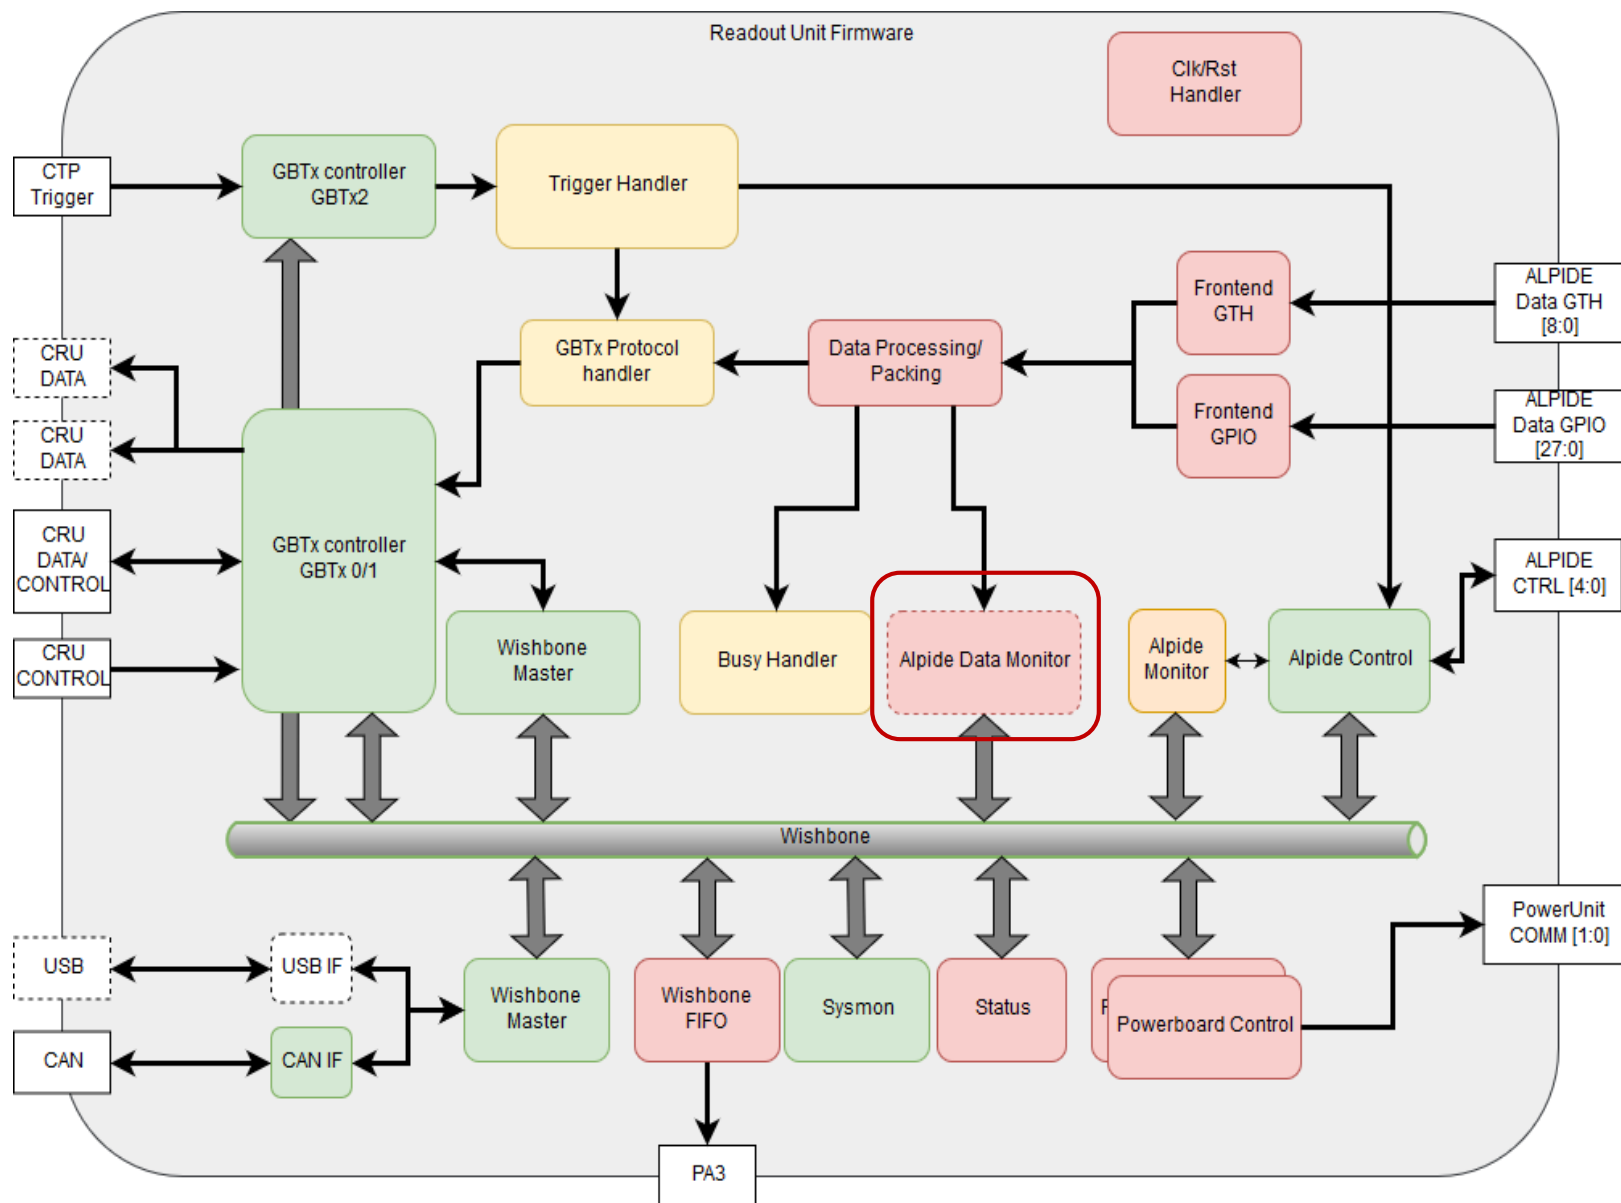 Readout Unit Firmware
Clk/Rst
Handler
CTP
Trigger
GBTx controller
GBTx2
Trigger Handler
ALPIDE
Data GTH
[8:0]
Frontend
GTH
CRU
DATA
GBTx Protocol
handler
Data Processing/
Packing
ALPIDE
Data GPIO
[27:0]
Frontend
GPIO
CRU
DATA
CRU
DATA/
CONTROL
GBTx controller
GBTx 0/1
ALPIDE
CTRL [4:0]
CRU
CONTROL
Wishbone
Master
Busy Handler
Alpide Data Monitor
Alpide
Monitor
Alpide Control
Wishbone
PowerUnit
COMM [1:0]
USB
USB IF
Wishbone
Master
Wishbone
FIFO
Sysmon
Status
Powerboard Control
CAN
CAN IF
PA3